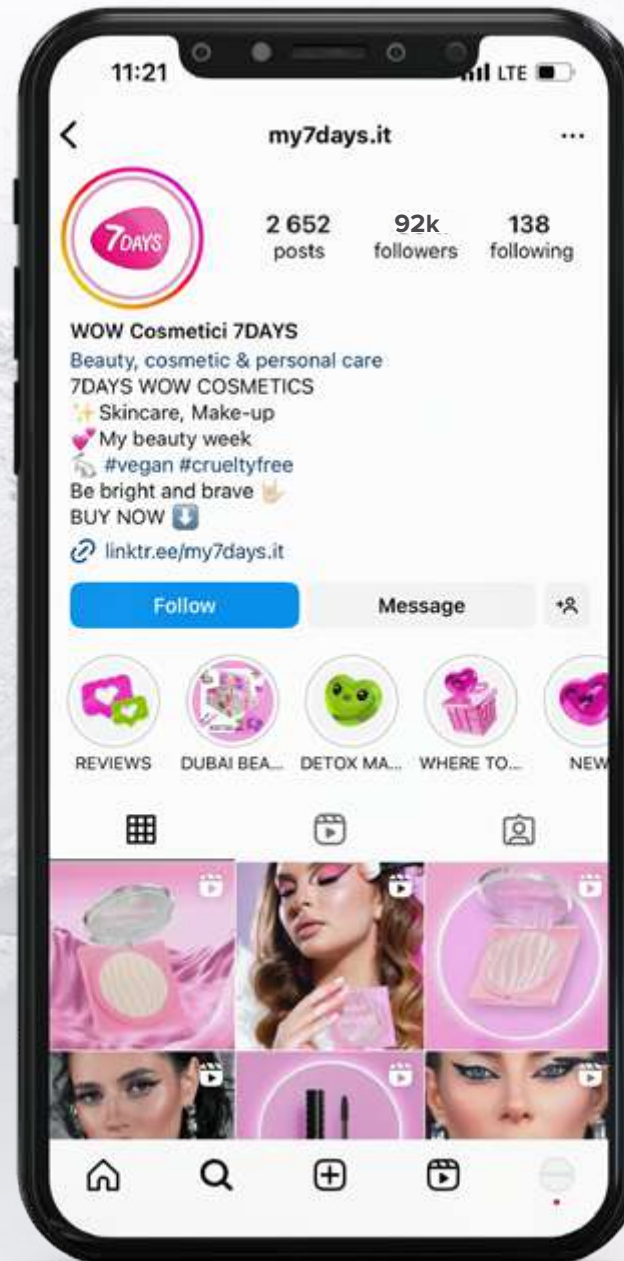 11:21
LTE
my7days.it
7DAYS
2 652
posts
92k
followers
138
following
WOW Cosmetici 7DAYS
Beauty, cosmetic & personal care
7DAYS WOW COSMETICS
✨Skincare, Make-up
💕My beauty week
#vegan #crueltyfree
Be bright and brave 🤟🏻
BUY NOW ⬇️
linktr.ee/my7days.it
Follow
Message
REVIEWS
DUBAI BEA...
DETOX MA...
WHERE TO...
NEW